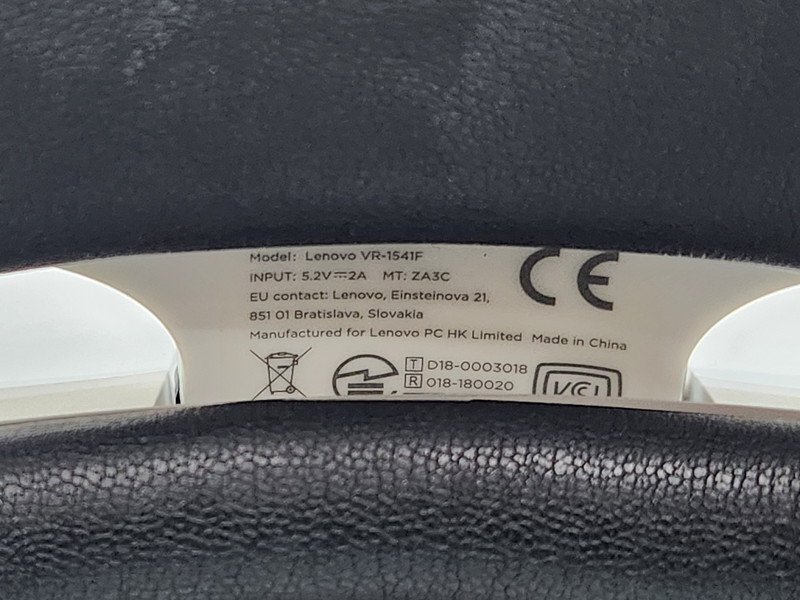 Model: Lenovo VR-1541F
INPUT: 5.2V⎓2A MT: ZA3C
EU contact: Lenovo, Einsteinova 21,
851 01 Bratislava, Slovakia
Manufactured for Lenovo PC HK Limited Made in China
CE
T D18-0003018
R 018-180020
VCI